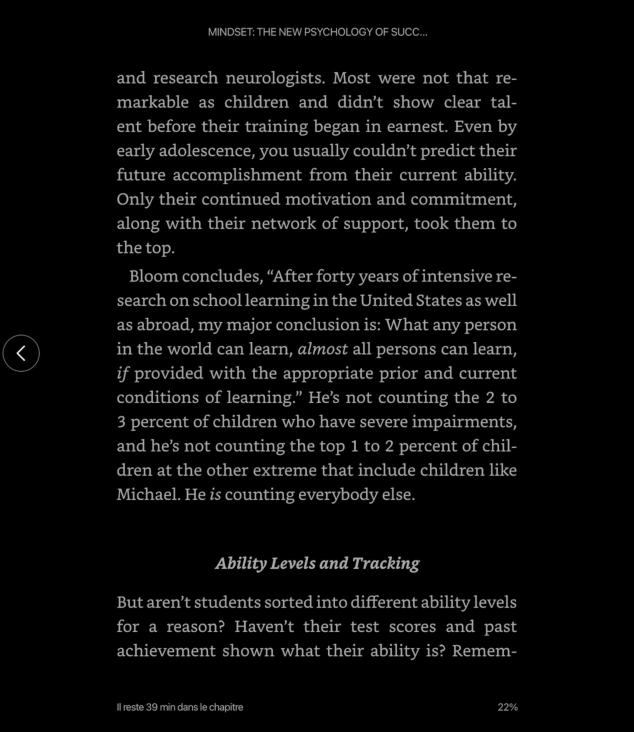 MINDSET: THE NEW PSYCHOLOGY OF SUCC...
and research neurologists. Most were not that re-
markable as children and didn’t show clear tal-
ent before their training began in earnest. Even by
early adolescence, you usually couldn’t predict their
future accomplishment from their current ability.
Only their continued motivation and commitment,
along with their network of support, took them to
the top.
Bloom concludes, “After forty years of intensive re-
search on school learning in the United States as well
as abroad, my major conclusion is: What any person
in the world can learn, almost all persons can learn,
if provided with the appropriate prior and current
conditions of learning.” He’s not counting the 2 to
3 percent of children who have severe impairments,
and he’s not counting the top 1 to 2 percent of chil-
dren at the other extreme that include children like
Michael. He is counting everybody else.
Ability Levels and Tracking
But aren’t students sorted into different ability levels
for a reason? Haven’t their test scores and past
achievement shown what their ability is? Remem-
Il reste 39 min dans le chapitre
22%